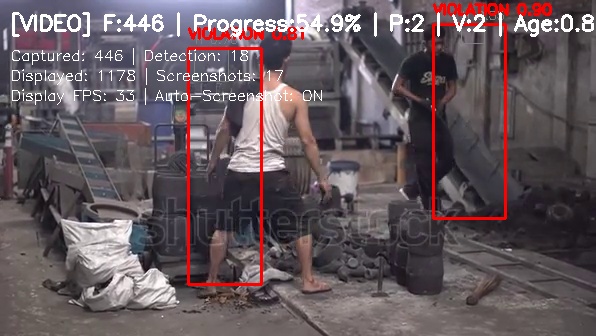 [VIDEO] F:446 | Progress:54.9% | P:2 | V:2 | Age:0.8
VIOLATION 0.81
VIOLATION 0.90
Captured: 446 | Detection: 18
Displayed: 1178 | Screenshots: 17
Display FPS: 33 | Auto-Screenshot: ON
shutterstock